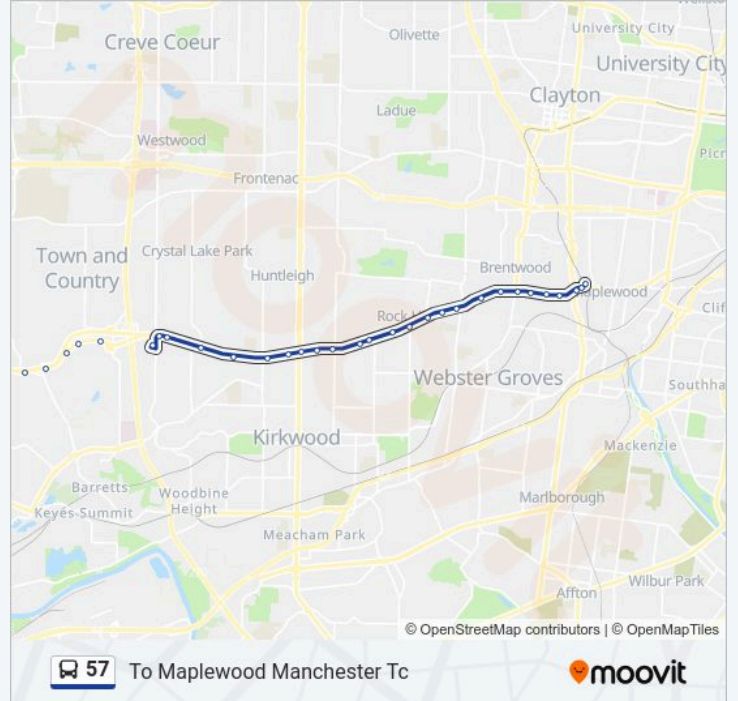 University City
Creve Coeur
Olivette
University City
Clayton
Ladue
Westwood
Frontenac
Town and
Country
Crystal Lake Park
Huntleigh
Brentwood
Maplewood
Rock
Webster Groves
Kirkwood
Mackenzie
Barretts
Woodbine
Height
Keyes Summit
Marlborough
Meacham Park
Affton
Wilbur Park
© OpenStreetMap contributors | © OpenMapTiles
57 To Maplewood Manchester Tc
moovit